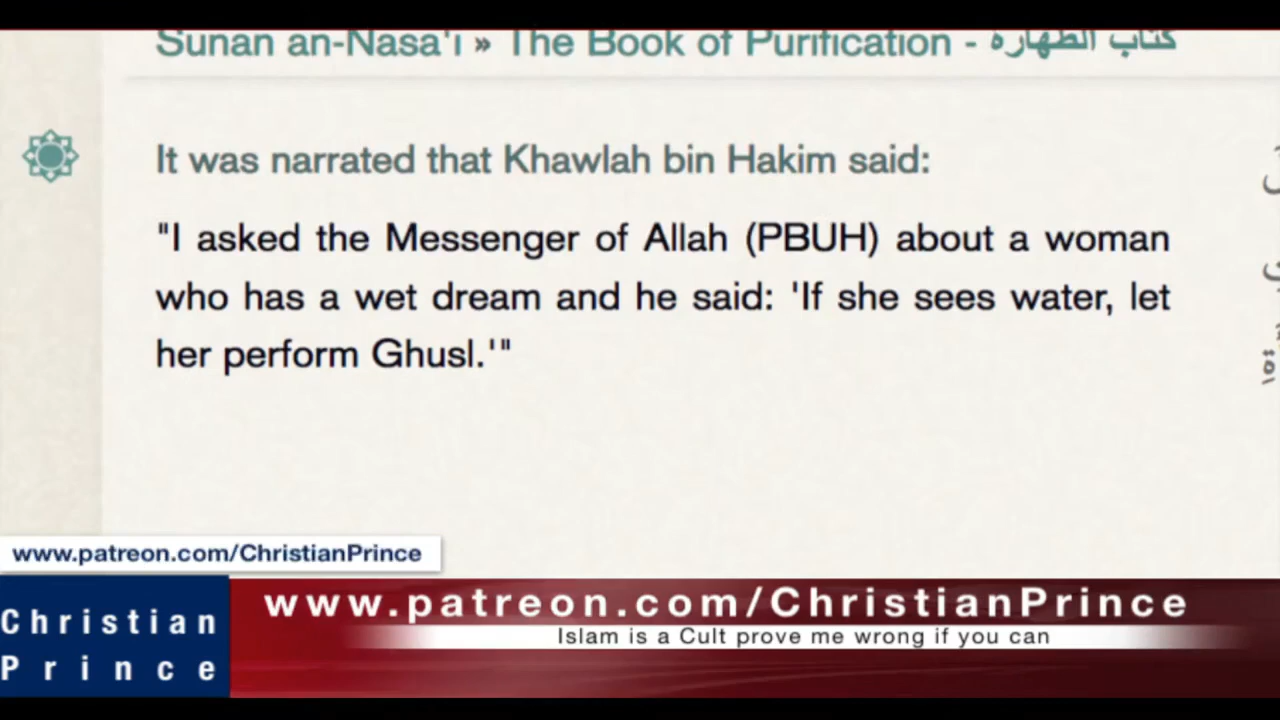 Sunan an-Nasa'i » The Book of Purification - كتاب الطهارة
It was narrated that Khawlah bin Hakim said:
"I asked the Messenger of Allah (PBUH) about a woman
who has a wet dream and he said: 'If she sees water, let
her perform Ghusl.'"
www.patreon.com/ChristianPrince
Christian
Prince
www.patreon.com/ChristianPrince
Islam is a Cult prove me wrong if you can